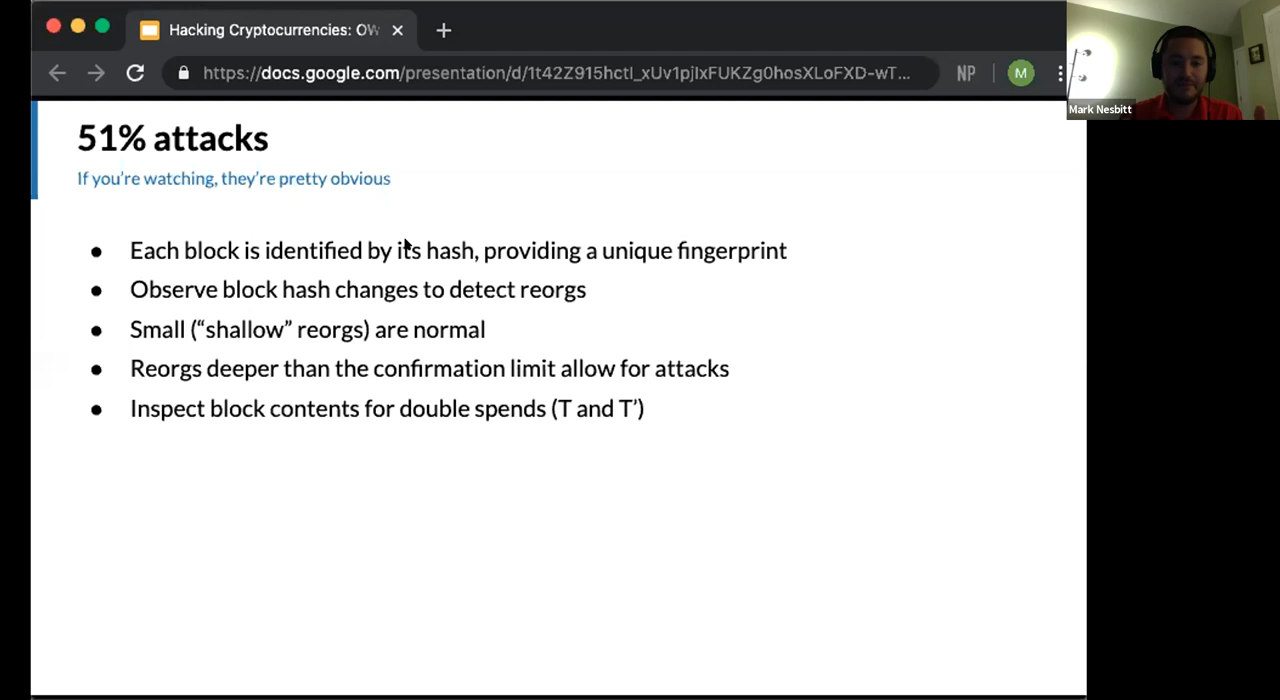 Hacking Cryptocurrencies: OW
https://docs.google.com/presentation/d/1t42Z915hctI_xUv1pjIxFUKZg0hosXLoFXD-wT...
NP
M
Mark Nesbitt
51% attacks
If you're watching, they're pretty obvious
● Each block is identified by its hash, providing a unique fingerprint
● Observe block hash changes to detect reorgs
● Small (“shallow” reorgs) are normal
● Reorgs deeper than the confirmation limit allow for attacks
● Inspect block contents for double spends (T and T’)